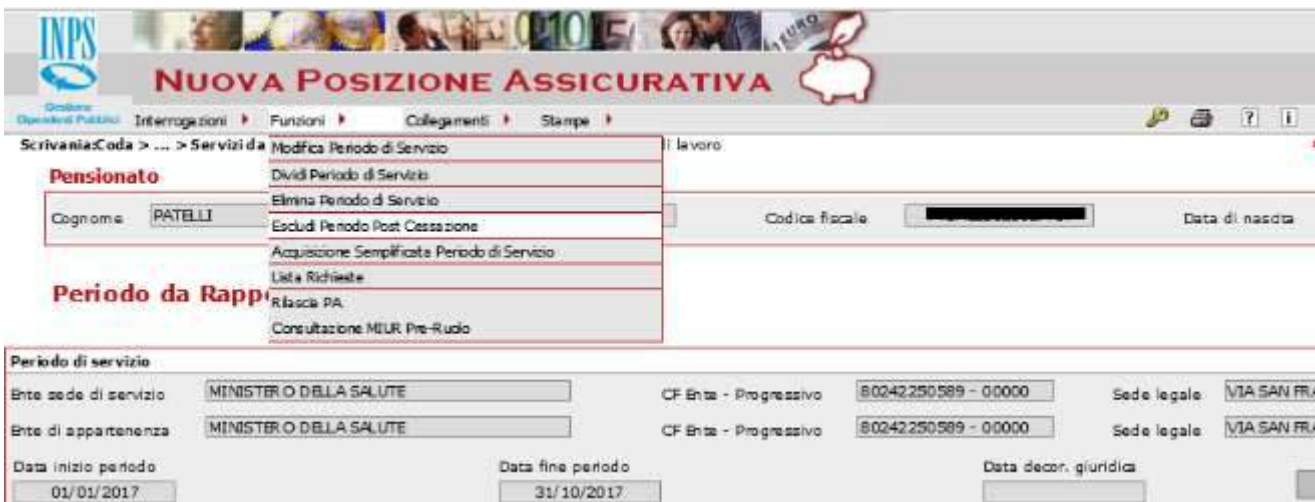 INPS
Gestione
Dipendenti Pubblici
NUOVA POSIZIONE ASSICURATIVA
EURO
Interrogazioni Funzioni Collegamenti Stampe ? i
Scrivania:Coda > ... > Servizi da
li lavoro
Modifica Periodo di Servizio
Dividi Periodo di Servizio
Elimina Periodo di Servizio
Escludi Periodo Post Cessazione
Acquisizione Semplificata Periodo di Servizio
Lista Richieste
Rilascia PA
Consultazione MIUR Pre-Ruolo
Pensionato
Cognome PATELLI Codice fiscale Data di nascita
Periodo da Rapp
Periodo di servizio
Ente sede di servizio MINISTERO DELLA SALUTE CF Ente - Progressivo 80242250589 - 00000 Sede legale VIA SAN FRA
Ente di appartenenza MINISTERO DELLA SALUTE CF Ente - Progressivo 80242250589 - 00000 Sede legale VIA SAN FRA
Data inizio periodo Data fine periodo Data decor. giuridica
01/01/2017 31/10/2017